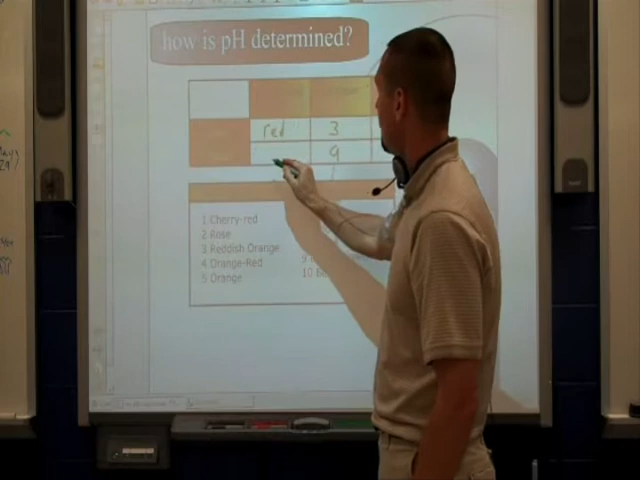 how is pH determined?
red 3
9
1 Cherry-red
2 Rose
3 Reddish Orange
4 Orange-Red 9
5 Orange 10